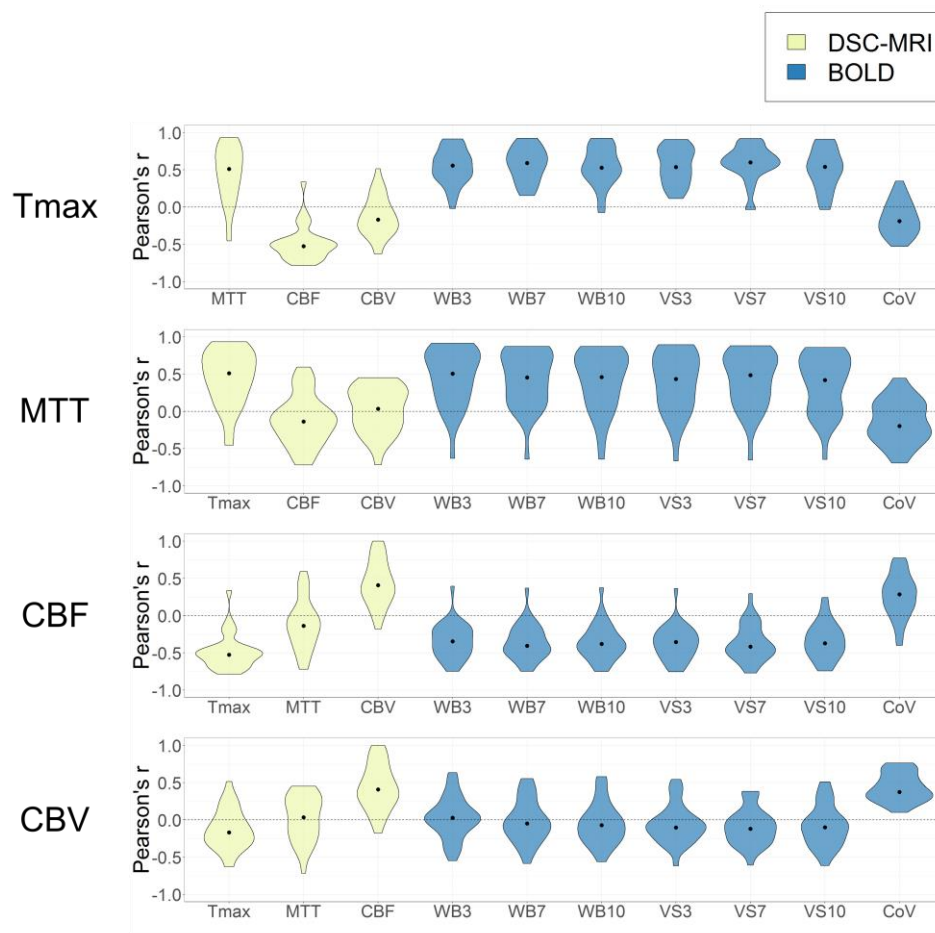 DSC-MRI
BOLD
Tmax
Pearson's r
1.0
0.5
0.0
-0.5
-1.0
MTT CBF CBV WB3 WB7 WB10 VS3 VS7 VS10 CoV
MTT
Pearson's r
1.0
0.5
0.0
-0.5
-1.0
Tmax CBF CBV WB3 WB7 WB10 VS3 VS7 VS10 CoV
CBF
Pearson's r
1.0
0.5
0.0
-0.5
-1.0
Tmax MTT CBV WB3 WB7 WB10 VS3 VS7 VS10 CoV
CBV
Pearson's r
1.0
0.5
0.0
-0.5
-1.0
Tmax MTT CBF WB3 WB7 WB10 VS3 VS7 VS10 CoV